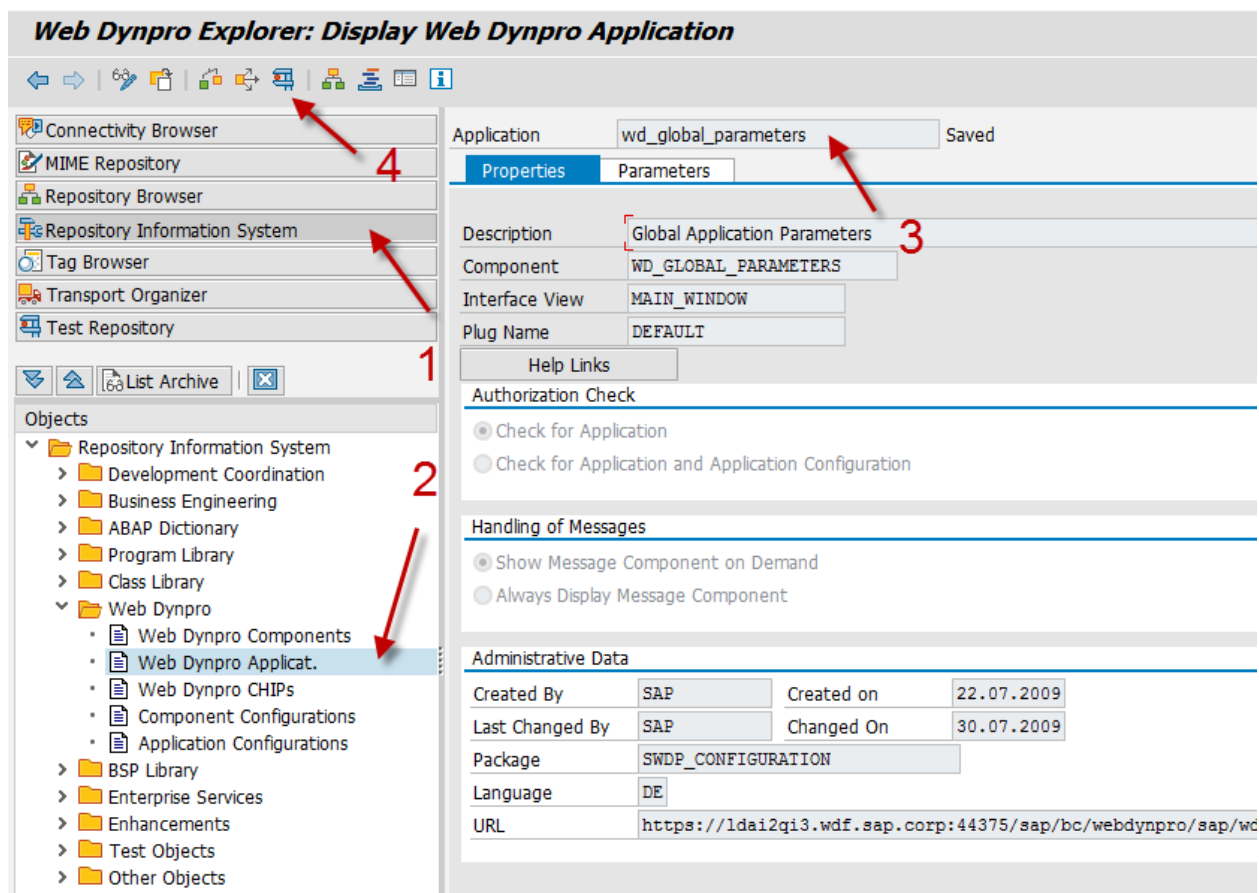 Web Dynpro Explorer: Display Web Dynpro Application
Connectivity Browser
MIME Repository
Repository Browser
Repository Information System
Tag Browser
Transport Organizer
Test Repository
List Archive
Objects
Repository Information System
Development Coordination
Business Engineering
ABAP Dictionary
Program Library
Class Library
Web Dynpro
Web Dynpro Components
Web Dynpro Applicat.
Web Dynpro CHIPs
Component Configurations
Application Configurations
BSP Library
Enterprise Services
Enhancements
Test Objects
Other Objects
4
1
2
Application wd_global_parameters Saved
Properties Parameters
3
Description Global Application Parameters
Component WD_GLOBAL_PARAMETERS
Interface View MAIN_WINDOW
Plug Name DEFAULT
Help Links
Authorization Check
Check for Application
Check for Application and Application Configuration
Handling of Messages
Show Message Component on Demand
Always Display Message Component
Administrative Data
Created By SAP Created on 22.07.2009
Last Changed By SAP Changed On 30.07.2009
Package SWDP_CONFIGURATION
Language DE
URL https://ldai2qi3.wdf.sap.corp:44375/sap/bc/webdynpro/sap/wd